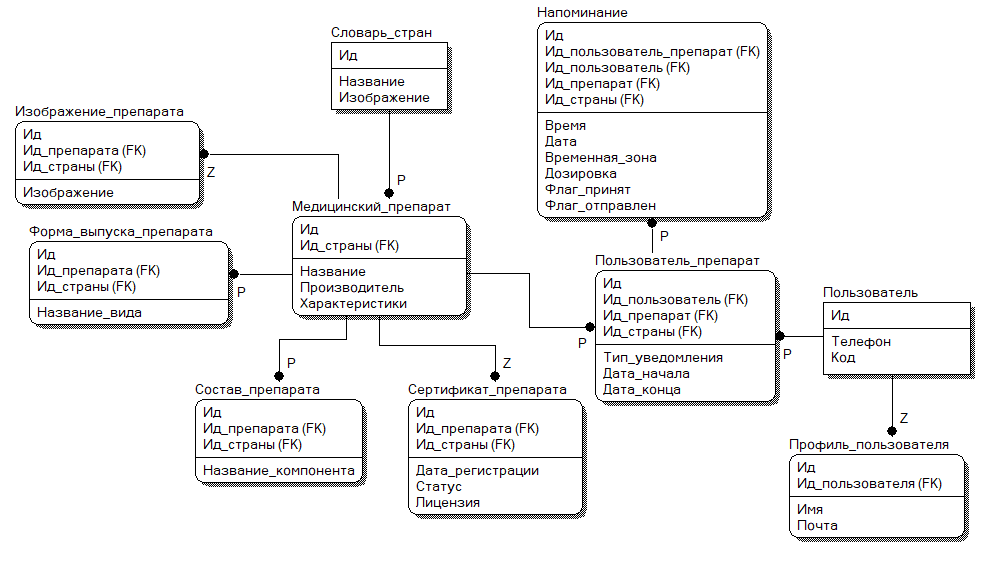 Напоминание
Ид
Ид_пользователь_препарат (FK)
Ид_пользователь (FK)
Ид_препарат (FK)
Ид_страны (FK)
Время
Дата
Временная_зона
Дозировка
Флаг_принят
Флаг_отправлен
P
Словарь_стран
Ид
Название
Изображение
P
Изображение_препарата
Ид
Ид_препарата (FK)
Ид_страны (FK)
Изображение
Z
Медицинский_препарат
Ид
Ид_страны (FK)
Название
Производитель
Характеристики
Форма_выпуска_препарата
Ид
Ид_препарата (FK)
Ид_страны (FK)
Название_вида
P
Пользователь_препарат
Ид
Ид_пользователь (FK)
Ид_препарат (FK)
Ид_страны (FK)
Тип_уведомления
Дата_начала
Дата_конца
P
P
Пользователь
Ид
Телефон
Код
Z
Состав_препарата
Ид
Ид_препарата (FK)
Ид_страны (FK)
Название_компонента
P
Сертификат_препарата
Ид
Ид_препарата (FK)
Ид_страны (FK)
Дата_регистрации
Статус
Лицензия
Z
Профиль_пользователя
Ид
Ид_пользователя (FK)
Имя
Почта